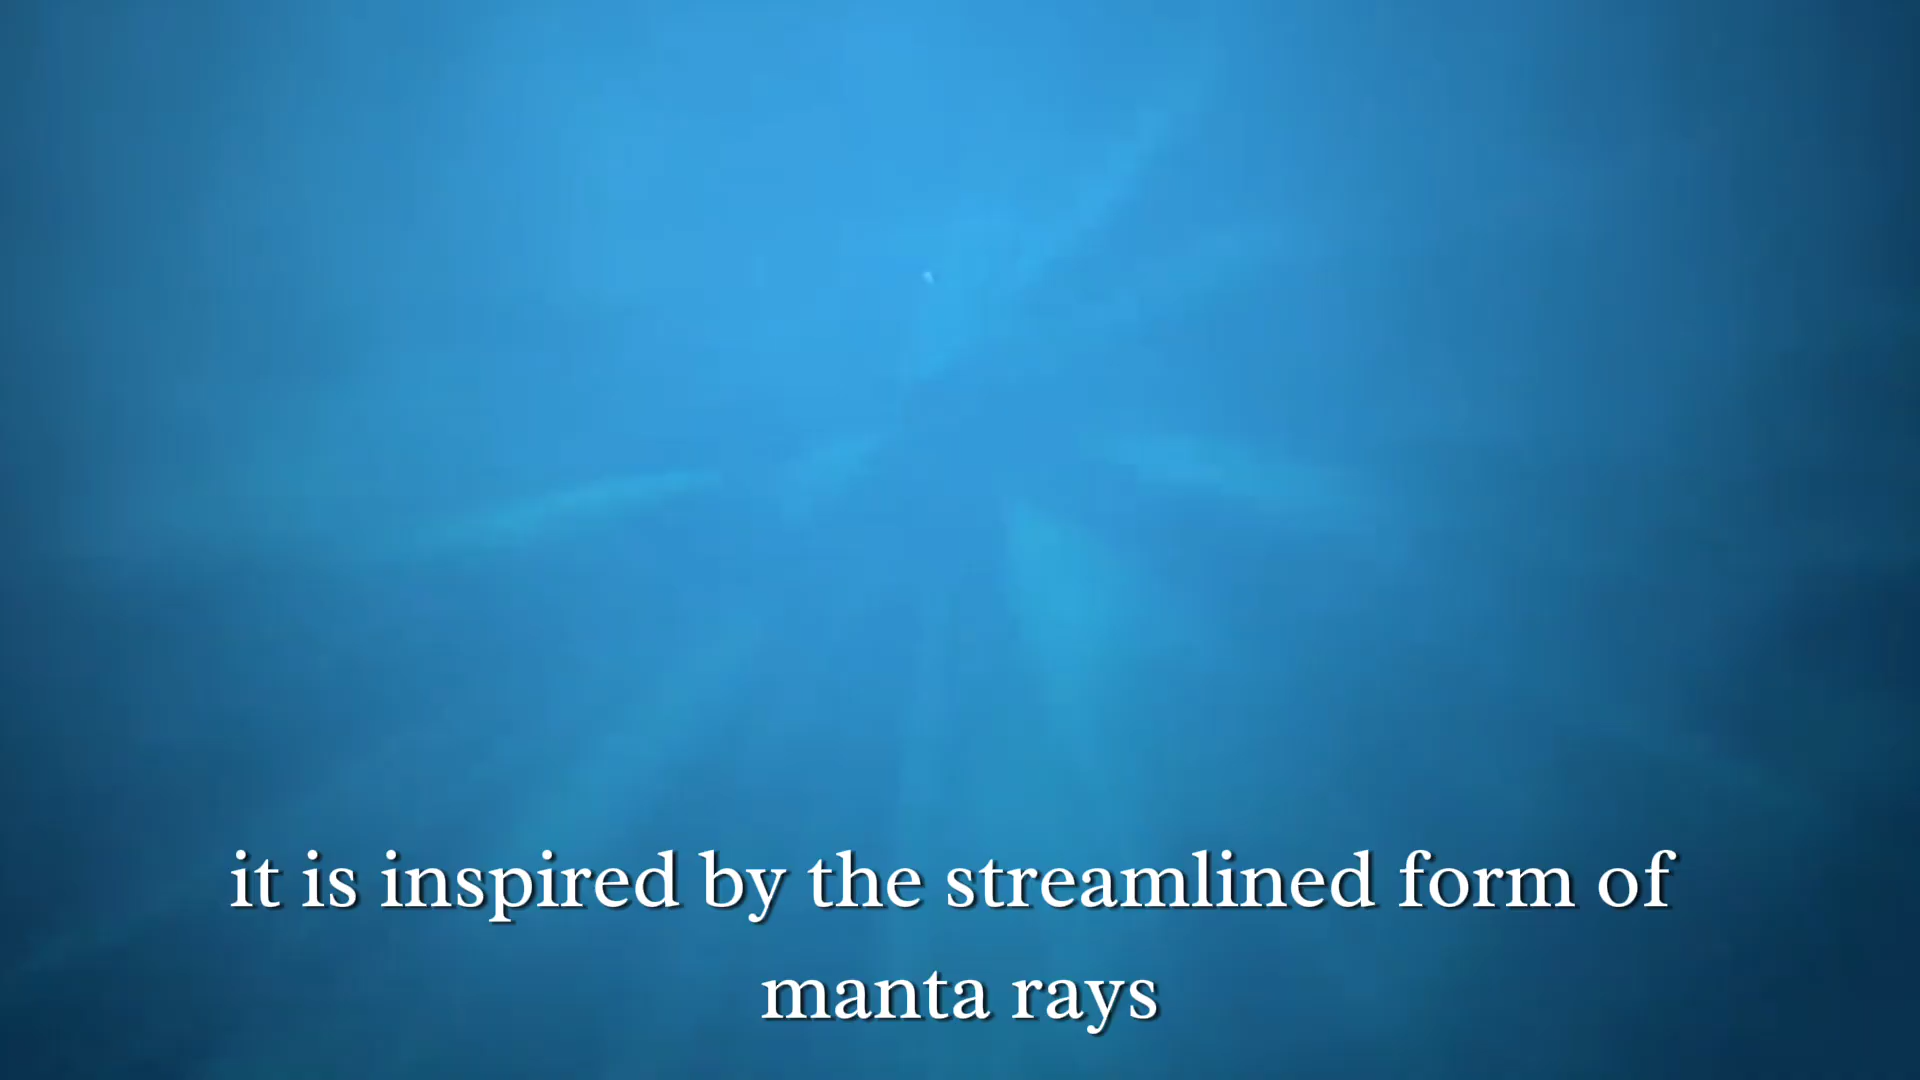 it is inspired by the streamlined form of
manta rays